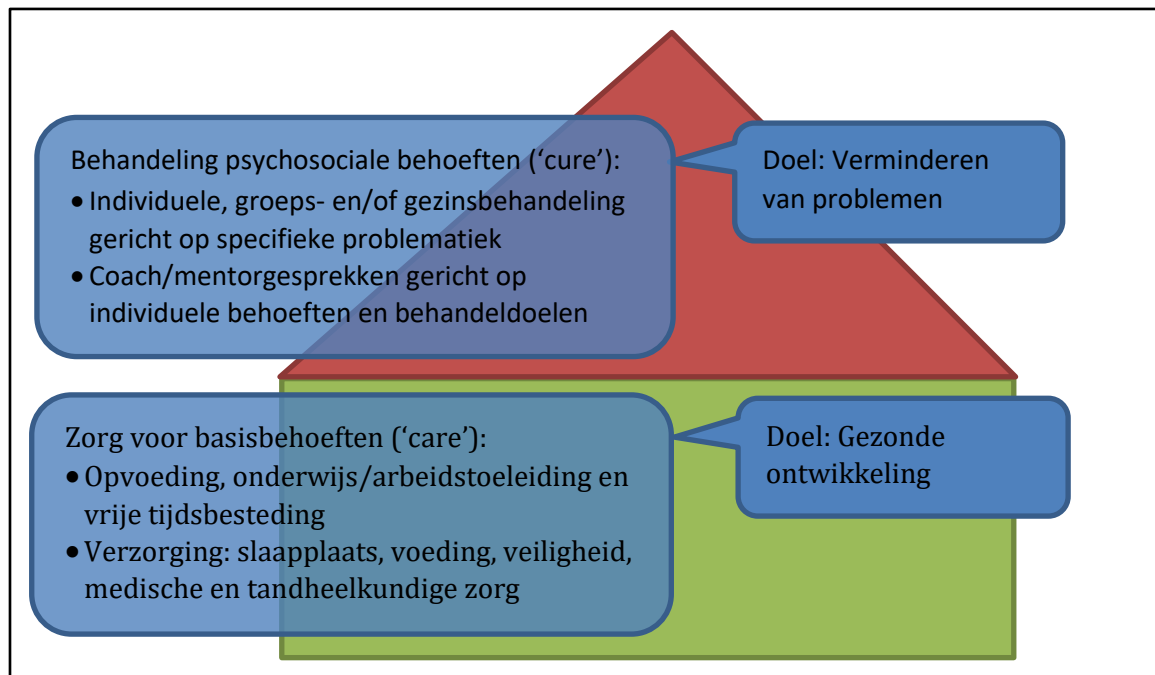 Behandeling psychosociale behoeften (‘cure’):
• Individuele, groeps- en/of gezinsbehandeling
gericht op specifieke problematiek
• Coach/mentorgesprekken gericht op
individuele behoeften en behandeldoelen
Doel: Verminderen
van problemen
Zorg voor basisbehoeften (‘care’):
• Opvoeding, onderwijs/arbeidstoeleiding en
vrije tijdsbesteding
• Verzorging: slaapplaats, voeding, veiligheid,
medische en tandheelkundige zorg
Doel: Gezonde
ontwikkeling